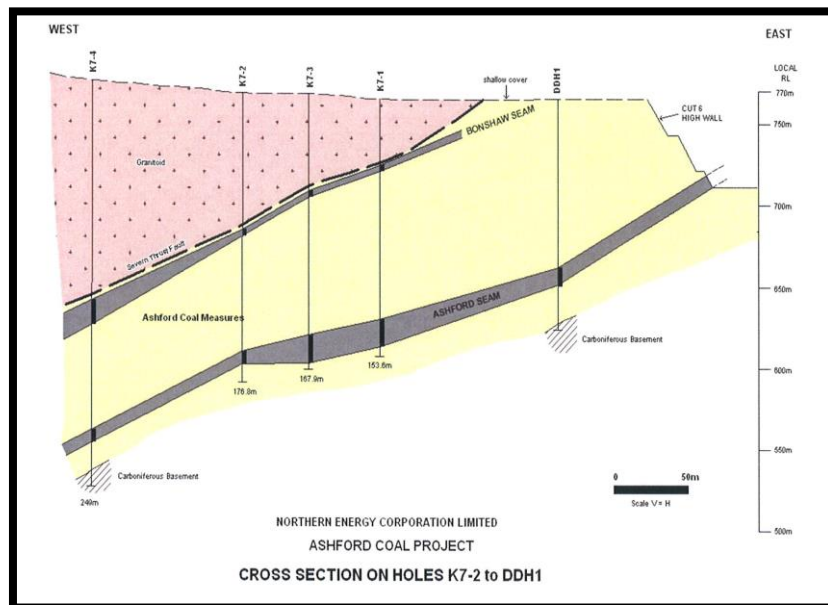 WEST
EAST
K7-4
K7-2
K7-3
K7-1
DDH1
LOCAL
RL
770m
shallow cover
CUT 6
HIGH WALL
750m
BONSHAW SEAM
Granitoid
700m
Severn Thrust Fault
650m
Ashford Coal Measures
ASHFORD SEAM
Carboniferous Basement
600m
153.6m
167.9m
176.8m
550m
Carboniferous Basement
249m
0 50m
Scale V = H
500m
NORTHERN ENERGY CORPORATION LIMITED
ASHFORD COAL PROJECT
CROSS SECTION ON HOLES K7-2 to DDH1